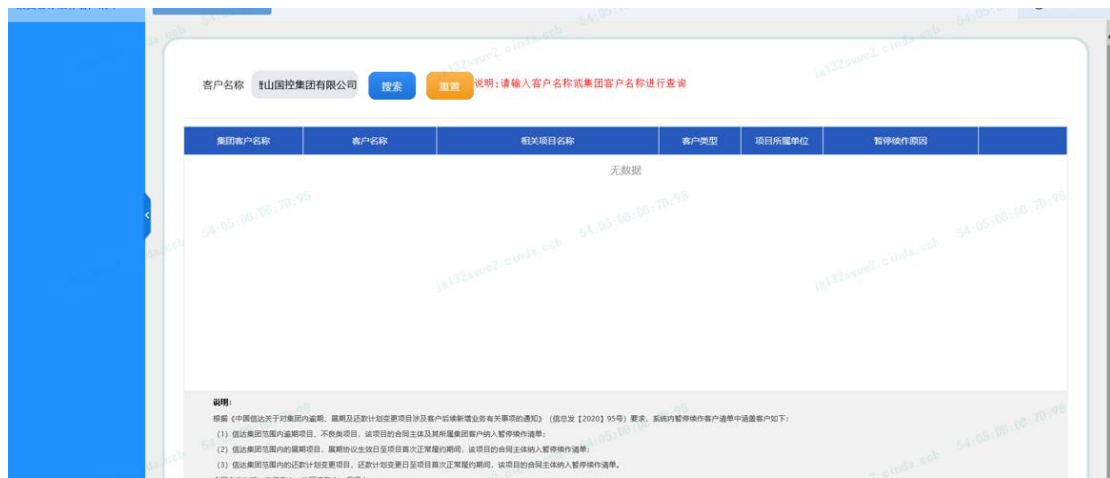 客户名称 山国控集团有限公司 搜索 重置 说明:请输入客户名称或集团客户名称进行查询
集团客户名称 客户名称 相关项目名称 客户类型 项目所属单位 暂停续作原因
无数据
说明:
根据《中国信达关于对集团内逾期、展期及还款计划变更项目涉及客户后续新增业务有关事项的通知》(信总发【2020】95号)要求,系统内暂停续作客户清单中涵盖客户如下:
(1)信达集团范围内逾期项目、不良类项目,该项目的合同主体及其所属集团客户纳入暂停续作清单;
(2)信达集团范围内的展期项目,展期协议生效日至项目首次正常履约期间,该项目的合同主体纳入暂停续作清单;
(3)信达集团范围内的还款计划变更项目,还款计划变更日至项目首次正常履约期间,该项目的合同主体纳入暂停续作清单。